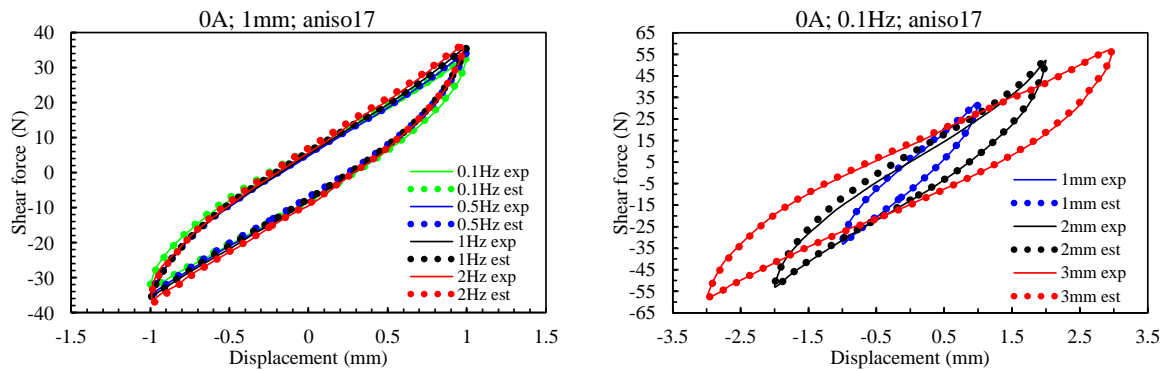 0A; 1mm; aniso17
40
30
20
10
0
-10
-20
-30
-40
Shear force (N)
-1.5
-1
-0.5
0
0.5
1
1.5
Displacement (mm)
0.1Hz exp
0.1Hz est
0.5Hz exp
0.5Hz est
1Hz exp
1Hz est
2Hz exp
2Hz est
0A; 0.1Hz; aniso17
65
55
45
35
25
15
5
-5
-15
-25
-35
-45
-55
-65
Shear force (N)
-3.5
-2.5
-1.5
-0.5
0.5
1.5
2.5
3.5
Displacement (mm)
1mm exp
1mm est
2mm exp
2mm est
3mm exp
3mm est